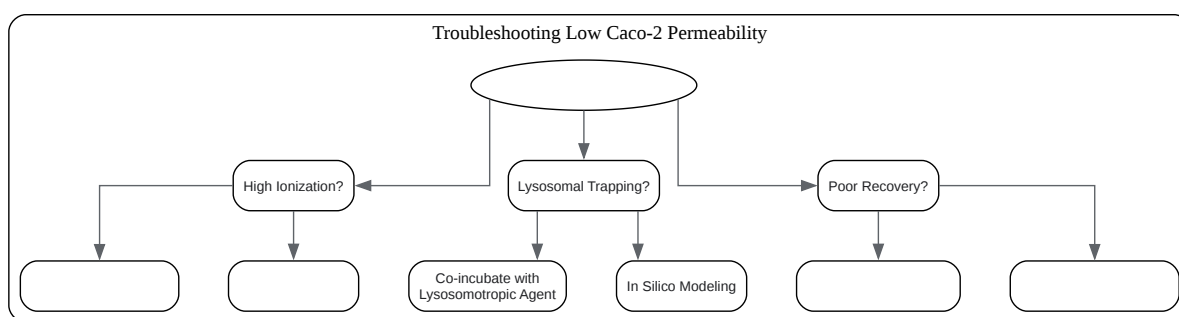 Troubleshooting Low Caco-2 Permeability
High Ionization?
Lysosomal Trapping?
Poor Recovery?
Co-incubate with
Lysosomotropic Agent
In Silico Modeling